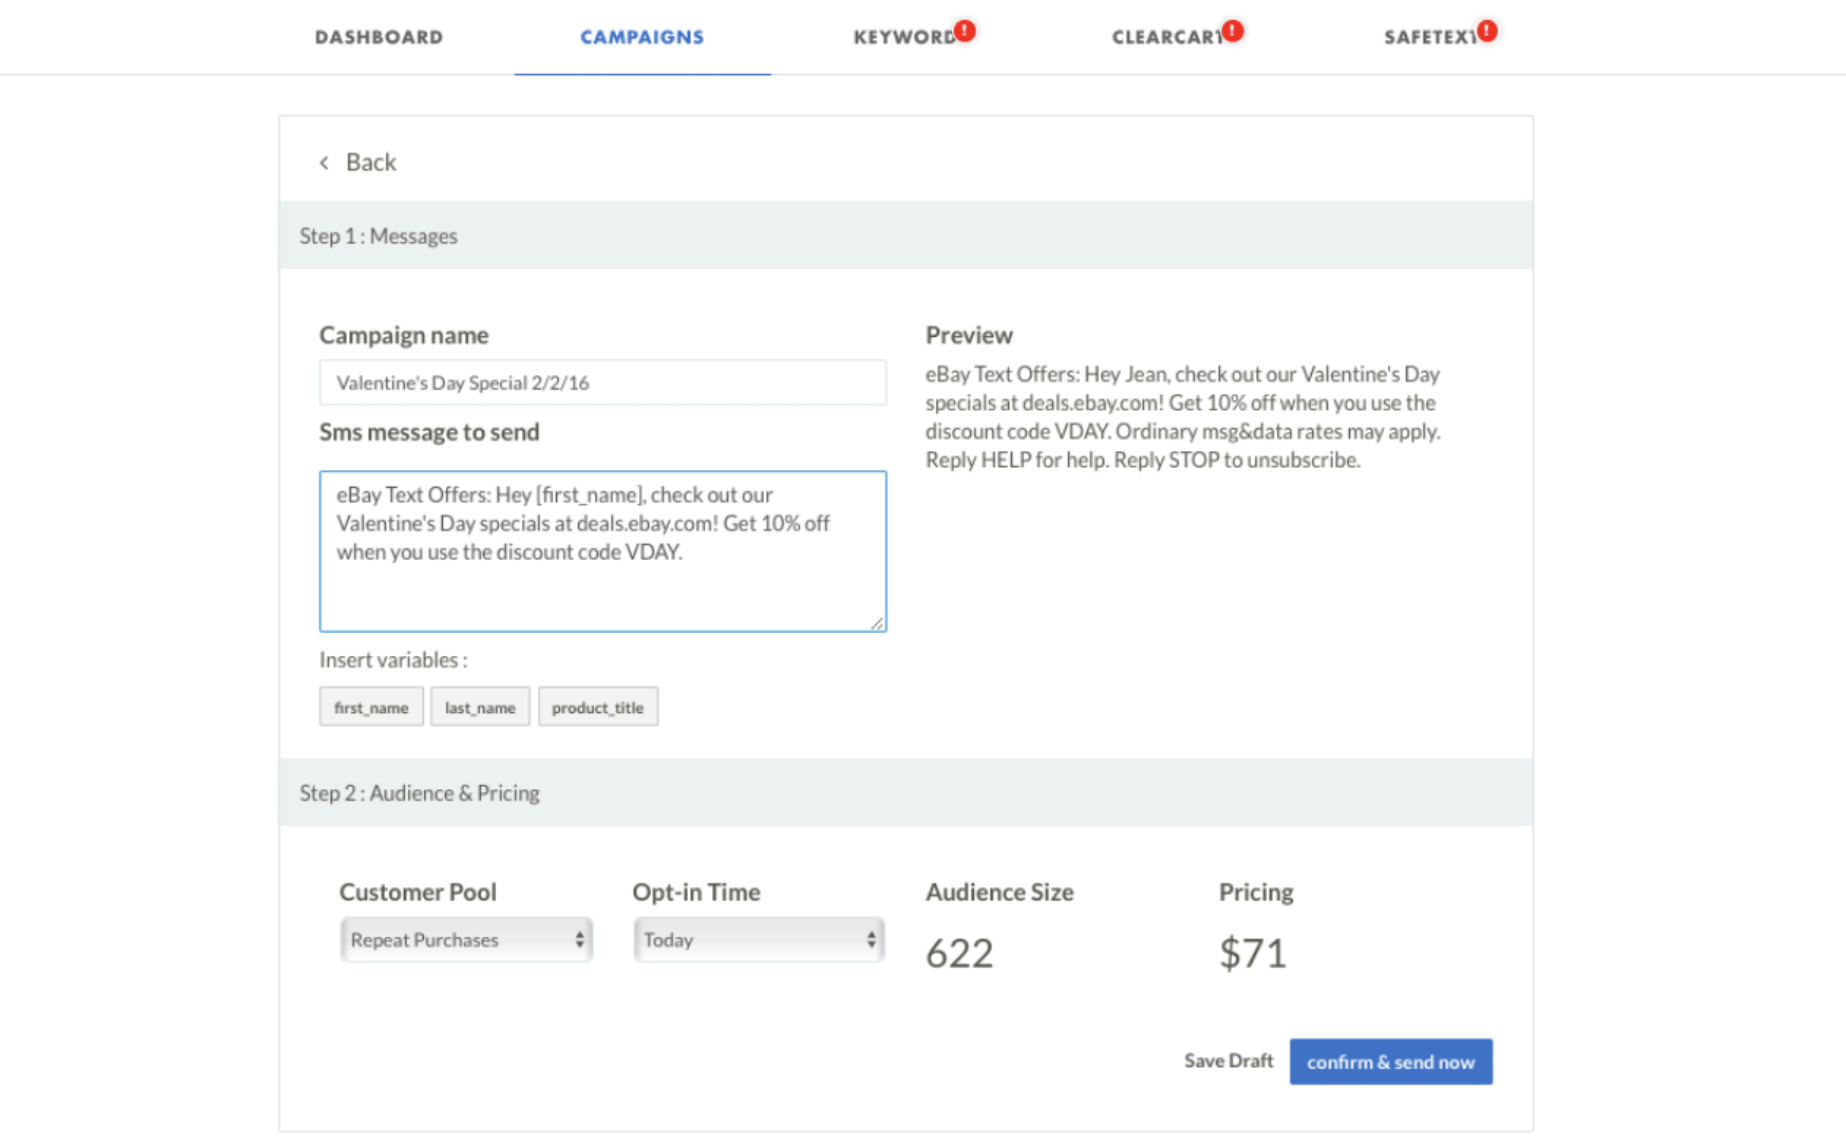 DASHBOARD CAMPAIGNS KEYWORD ! CLEARCART ! SAFETEXT !
‹ Back
Step 1 : Messages
Campaign name
Valentine's Day Special 2/2/16
Sms message to send
eBay Text Offers: Hey [first_name], check out our
Valentine's Day specials at deals.ebay.com! Get 10% off
when you use the discount code VDAY.
Insert variables :
first_name last_name product_title
Preview
eBay Text Offers: Hey Jean, check out our Valentine's Day
specials at deals.ebay.com! Get 10% off when you use the
discount code VDAY. Ordinary msg&data rates may apply.
Reply HELP for help. Reply STOP to unsubscribe.
Step 2 : Audience & Pricing
Customer Pool Opt-in Time Audience Size Pricing
Repeat Purchases Today 622 $71
Save Draft confirm & send now